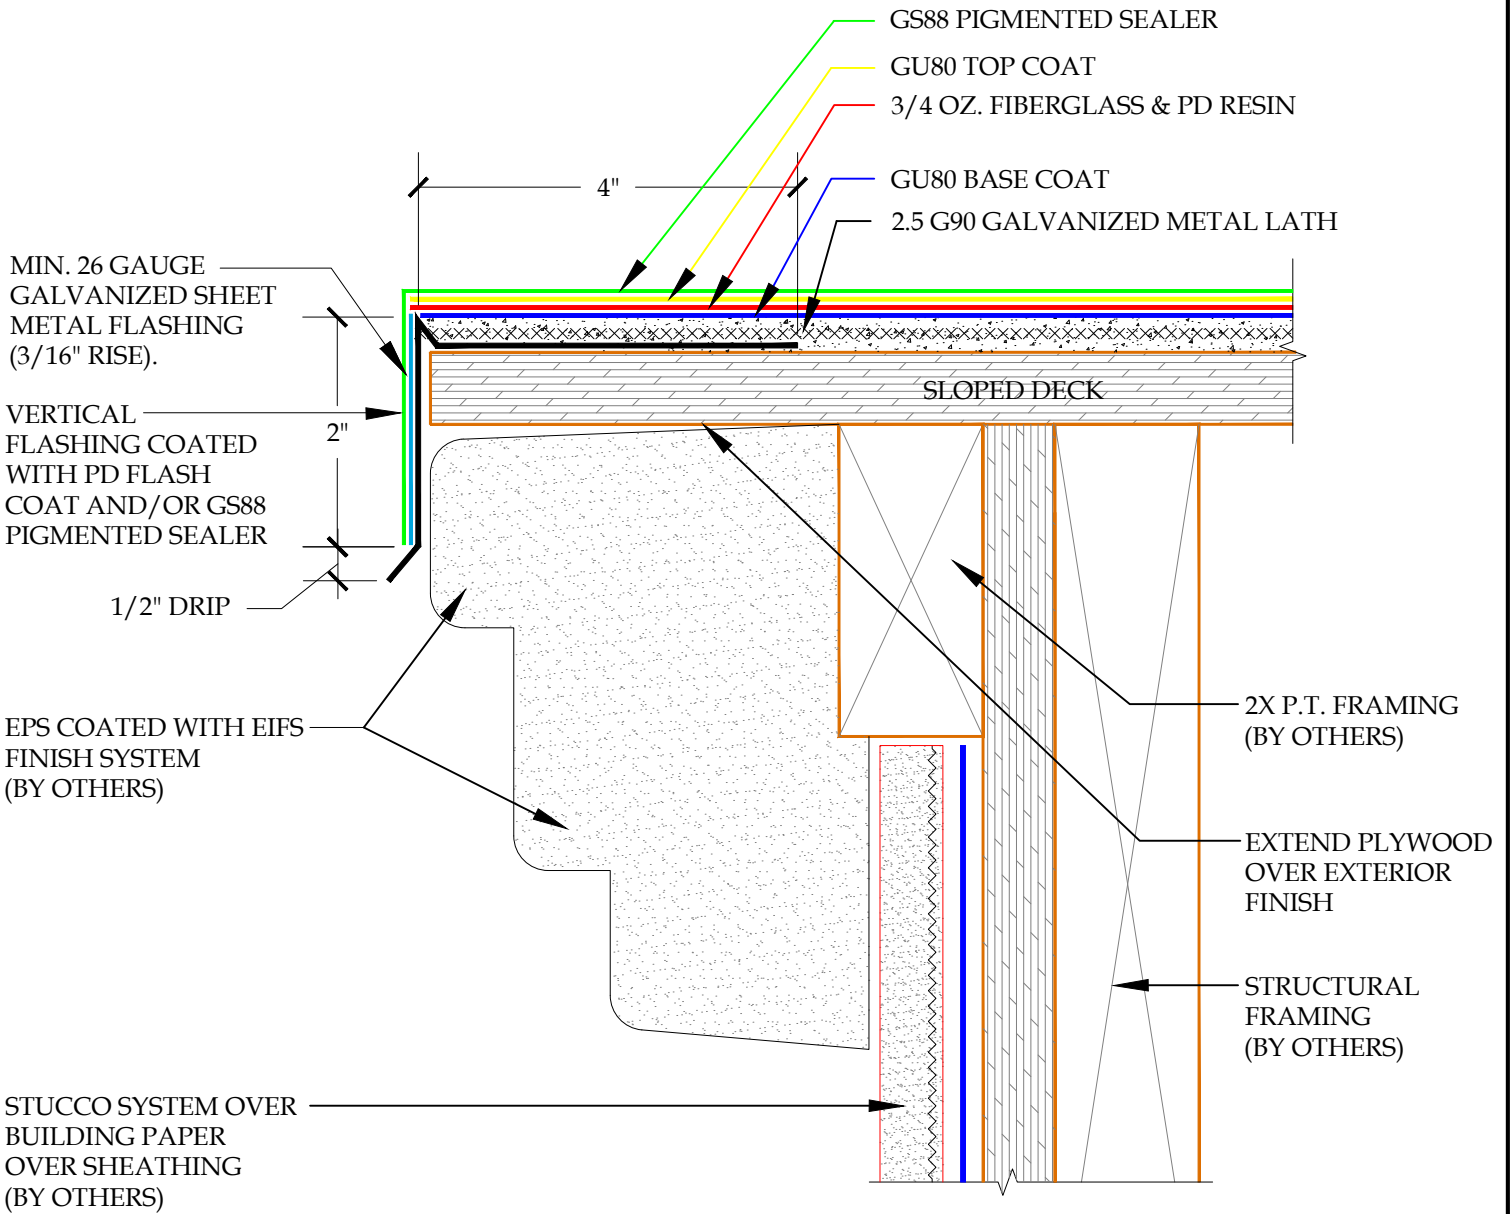 GS88 PIGMENTED SEALER
GU80 TOP COAT
3/4 OZ. FIBERGLASS & PD RESIN
GU80 BASE COAT
2.5 G90 GALVANIZED METAL LATH
4"
MIN. 26 GAUGE
GALVANIZED SHEET
METAL FLASHING
(3/16" RISE).
VERTICAL
FLASHING COATED
WITH PD FLASH
COAT AND/OR GS88
PIGMENTED SEALER
2"
1/2" DRIP
SLOPED DECK
EPS COATED WITH EIFS
FINISH SYSTEM
(BY OTHERS)
2X P.T. FRAMING
(BY OTHERS)
EXTEND PLYWOOD
OVER EXTERIOR
FINISH
STRUCTURAL
FRAMING
(BY OTHERS)
STUCCO SYSTEM OVER
BUILDING PAPER
OVER SHEATHING
(BY OTHERS)